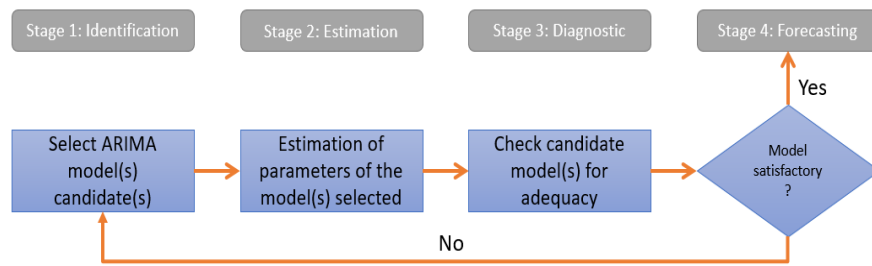 Stage 1: Identification
Stage 2: Estimation
Stage 3: Diagnostic
Stage 4: Forecasting
Yes
Select ARIMA
model(s)
candidate(s)
Estimation of
parameters of the
model(s) selected
Check candidate
model(s) for
adequacy
Model
satisfactory
?
No